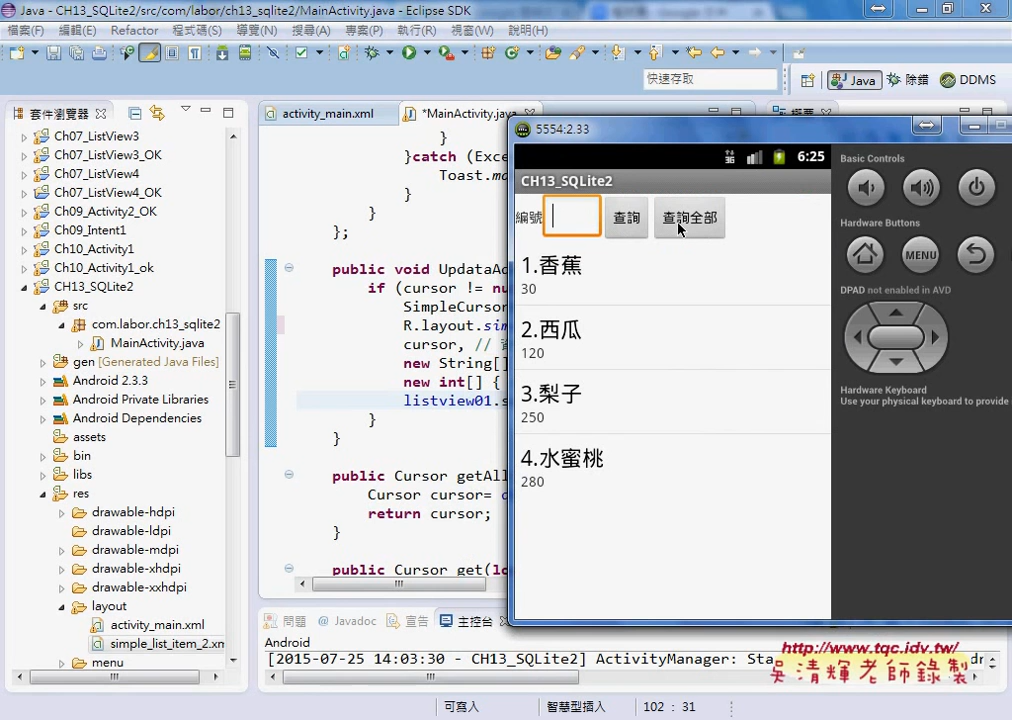 Java - CH13_SQLite2/src/com/labor/ch13_sqlite2/MainActivity.java - Eclipse SDK
檔案(F) 編輯(E) Refactor 程式碼(S) 導覽(N) 搜尋(A) 專案(P) 執行(R) 視窗(W) 說明(H)
快速存取
Java
除錯
DDMS
套件瀏覽器
Ch07_ListView3
Ch07_ListView3_OK
Ch07_ListView4
Ch07_ListView4_OK
Ch09_Activity2_OK
Ch09_Intent1
Ch10_Activity1
Ch10_Activity1_ok
CH13_SQLite2
src
com.labor.ch13_sqlite2
MainActivity.java
gen [Generated Java Files]
Android 2.3.3
Android Private Libraries
Android Dependencies
assets
bin
libs
res
drawable-hdpi
drawable-ldpi
drawable-mdpi
drawable-xhdpi
drawable-xxhdpi
layout
activity_main.xml
simple_list_item_2.xm
menu
activity_main.xml
*MainActivity.java
}
}catch (Exce
Toast.ma
}
}
};
public void UpdataAd
if (cursor != nu
SimpleCursor
R.layout.sim
cursor, //
new String[]
new int[] {
listview01.s
}
}
public Cursor getAll
Cursor cursor= d
return cursor;
}
public Cursor get(lo
5554:2.33
6:25
CH13_SQLite2
編號
查詢
查詢全部
1.香蕉
30
2.西瓜
120
3.梨子
250
4.水蜜桃
280
Basic Controls
Hardware Buttons
MENU
DPAD not enabled in AVD
Hardware Keyboard
Use your physical keyboard to provide
問題 @ Javadoc 宣告 主控台
Android
[2015-07-25 14:03:30 - CH13_SQLite2] ActivityManager: Sta
http://www.tqc.idv.tw/
吳清輝老師錄製
可寫入
智慧型插入
102 : 31